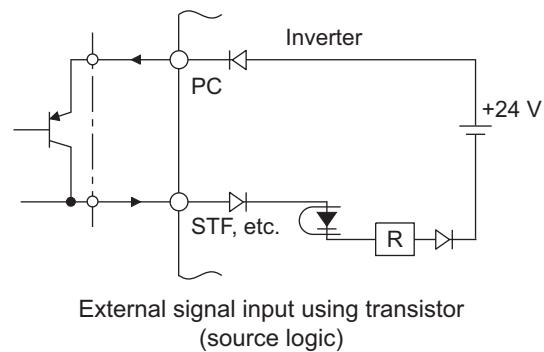 Inverter
PC
+24 V
STF, etc.
R
External signal input using transistor
(source logic)